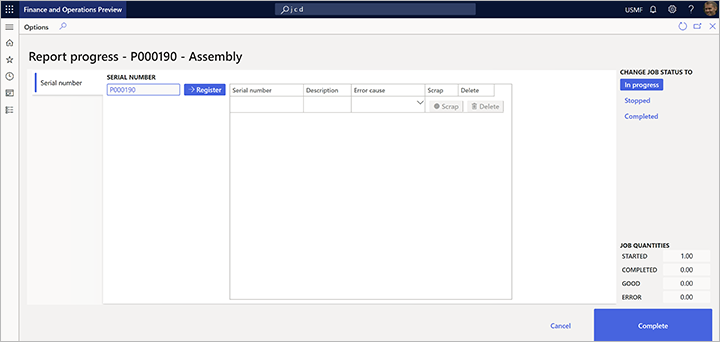 Finance and Operations Preview
j c d
USMF
?
Options
Report progress - P000190 - Assembly
Serial number
SERIAL NUMBER
P000190
Register
Serial number Description Error cause Scrap Delete
Scrap Delete
CHANGE JOB STATUS TO
In progress
Stopped
Completed
JOB QUANTITIES
STARTED 1.00
COMPLETED 0.00
GOOD 0.00
ERROR 0.00
Cancel
Complete